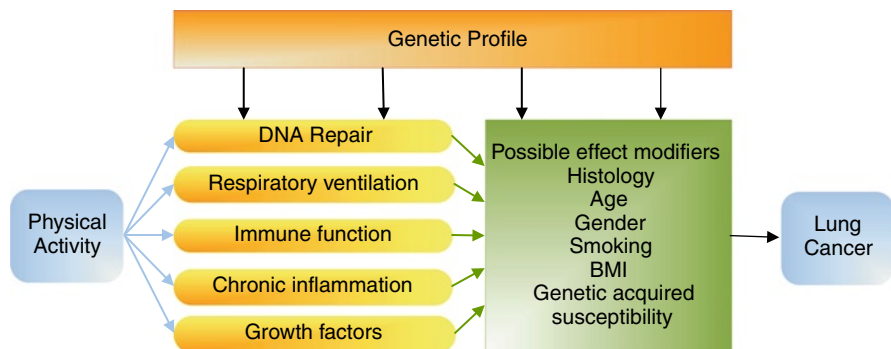 Genetic Profile
DNA Repair
Respiratory ventilation
Immune function
Chronic inflammation
Growth factors
Physical
Activity
Possible effect modifiers
Histology
Age
Gender
Smoking
BMI
Genetic acquired
susceptibility
Lung
Cancer